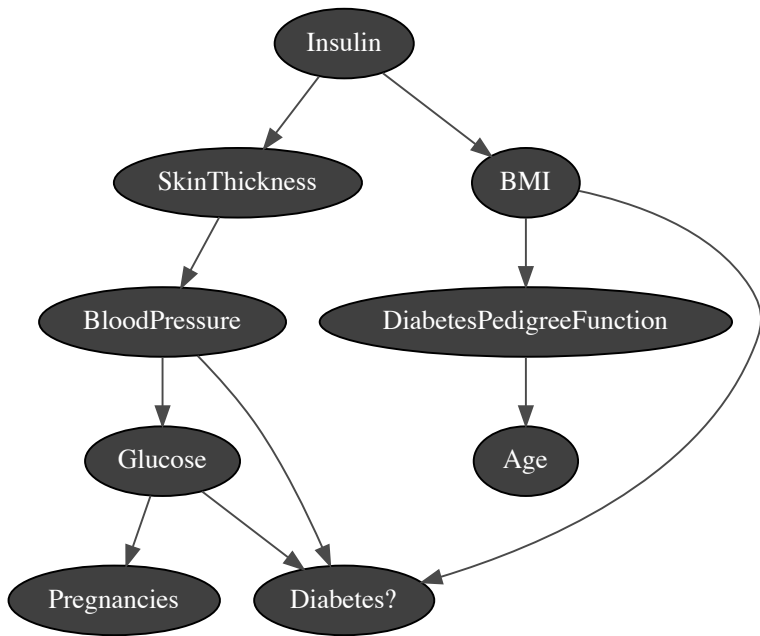 Insulin
SkinThickness
BMI
BloodPressure
DiabetesPedigreeFunction
Glucose
Age
Pregnancies
Diabetes?